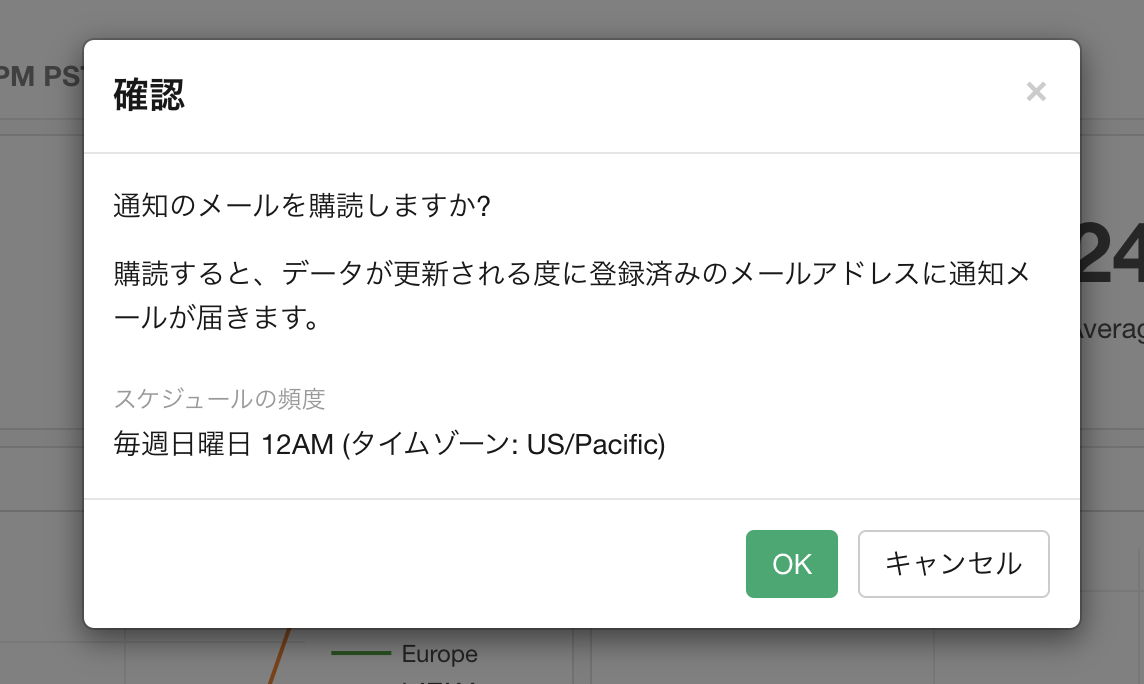 PM PS
確認
×
通知のメールを購読しますか?
購読すると、データが更新される度に登録済みのメールアドレスに通知メ
ールが届きます。
24
Averag
スケジュールの頻度
毎週日曜日 12AM (タイムゾーン: US/Pacific)
OK
キャンセル
Europe